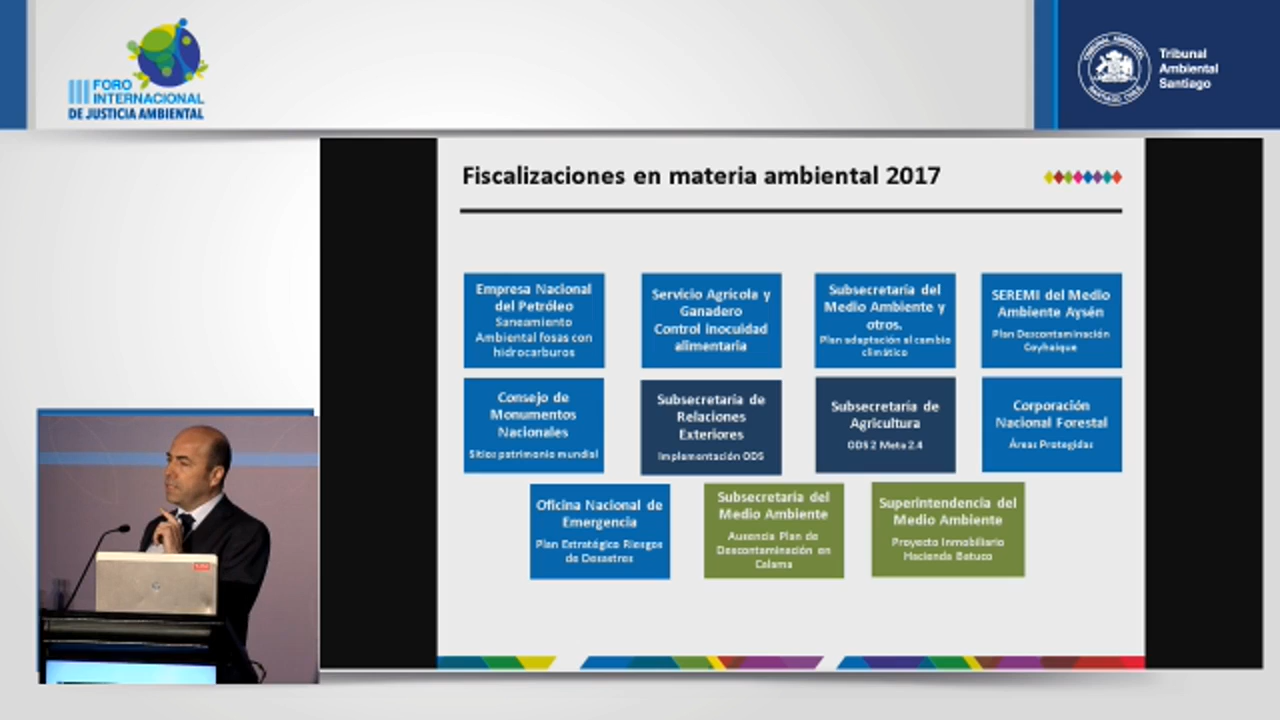 III FORO
INTERNACIONAL
DE JUSTICIA AMBIENTAL
TRIBUNAL AMBIENTAL
SANTIAGO CHILE
Tribunal
Ambiental
Santiago
Fiscalizaciones en materia ambiental 2017
Empresa Nacional
del Petróleo
Saneamiento
Ambiental fosas con
hidrocarburos
Servicio Agrícola y
Ganadero
Control inocuidad
alimentaria
Subsecretaría del
Medio Ambiente y
otros.
Plan adaptación al cambio
climático
SEREMI del Medio
Ambiente Aysén
Plan Descontaminación
Coyhaique
Consejo de
Monumentos
Nacionales
Sitios patrimonio mundial
Subsecretaría de
Relaciones
Exteriores
Implementación ODS
Subsecretaría de
Agricultura
ODS 2 Meta 2.4
Corporación
Nacional Forestal
Áreas Protegidas
Oficina Nacional de
Emergencia
Plan Estratégico Riesgos
de Desastres
Subsecretaría del
Medio Ambiente
Ausencia Plan de
Descontaminación en
Calama
Superintendencia del
Medio Ambiente
Proyecto Inmobiliario
Hacienda Batuco